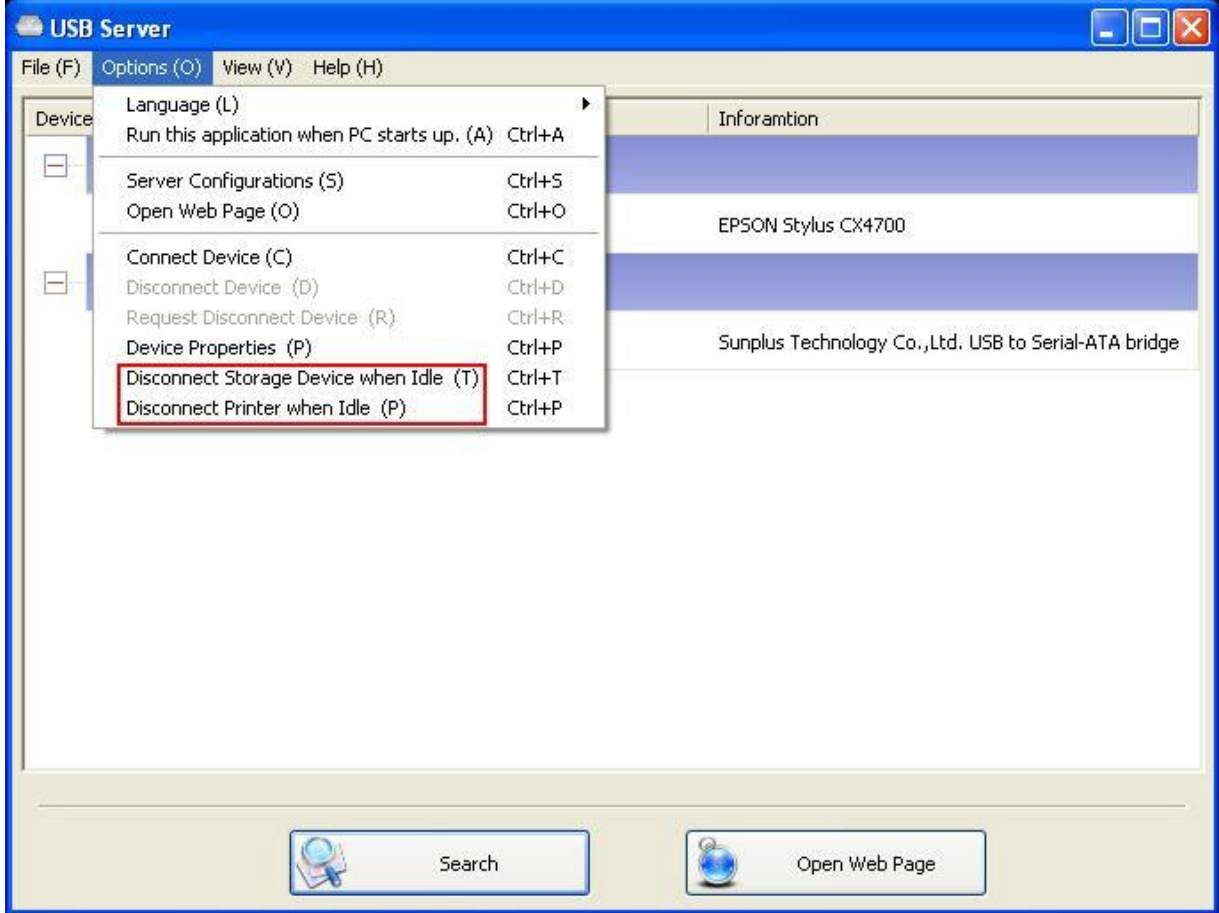 USB Server
File (F) Options (O) View (V) Help (H)
Device Inforamtion
Language (L)
Run this application when PC starts up. (A) Ctrl+A
Server Configurations (S) Ctrl+S
Open Web Page (O) Ctrl+O
EPSON Stylus CX4700
Connect Device (C) Ctrl+C
Disconnect Device (D) Ctrl+D
Request Disconnect Device (R) Ctrl+R
Device Properties (P) Ctrl+P
Sunplus Technology Co.,Ltd. USB to Serial-ATA bridge
Disconnect Storage Device when Idle (T) Ctrl+T
Disconnect Printer when Idle (P) Ctrl+P
Search
Open Web Page